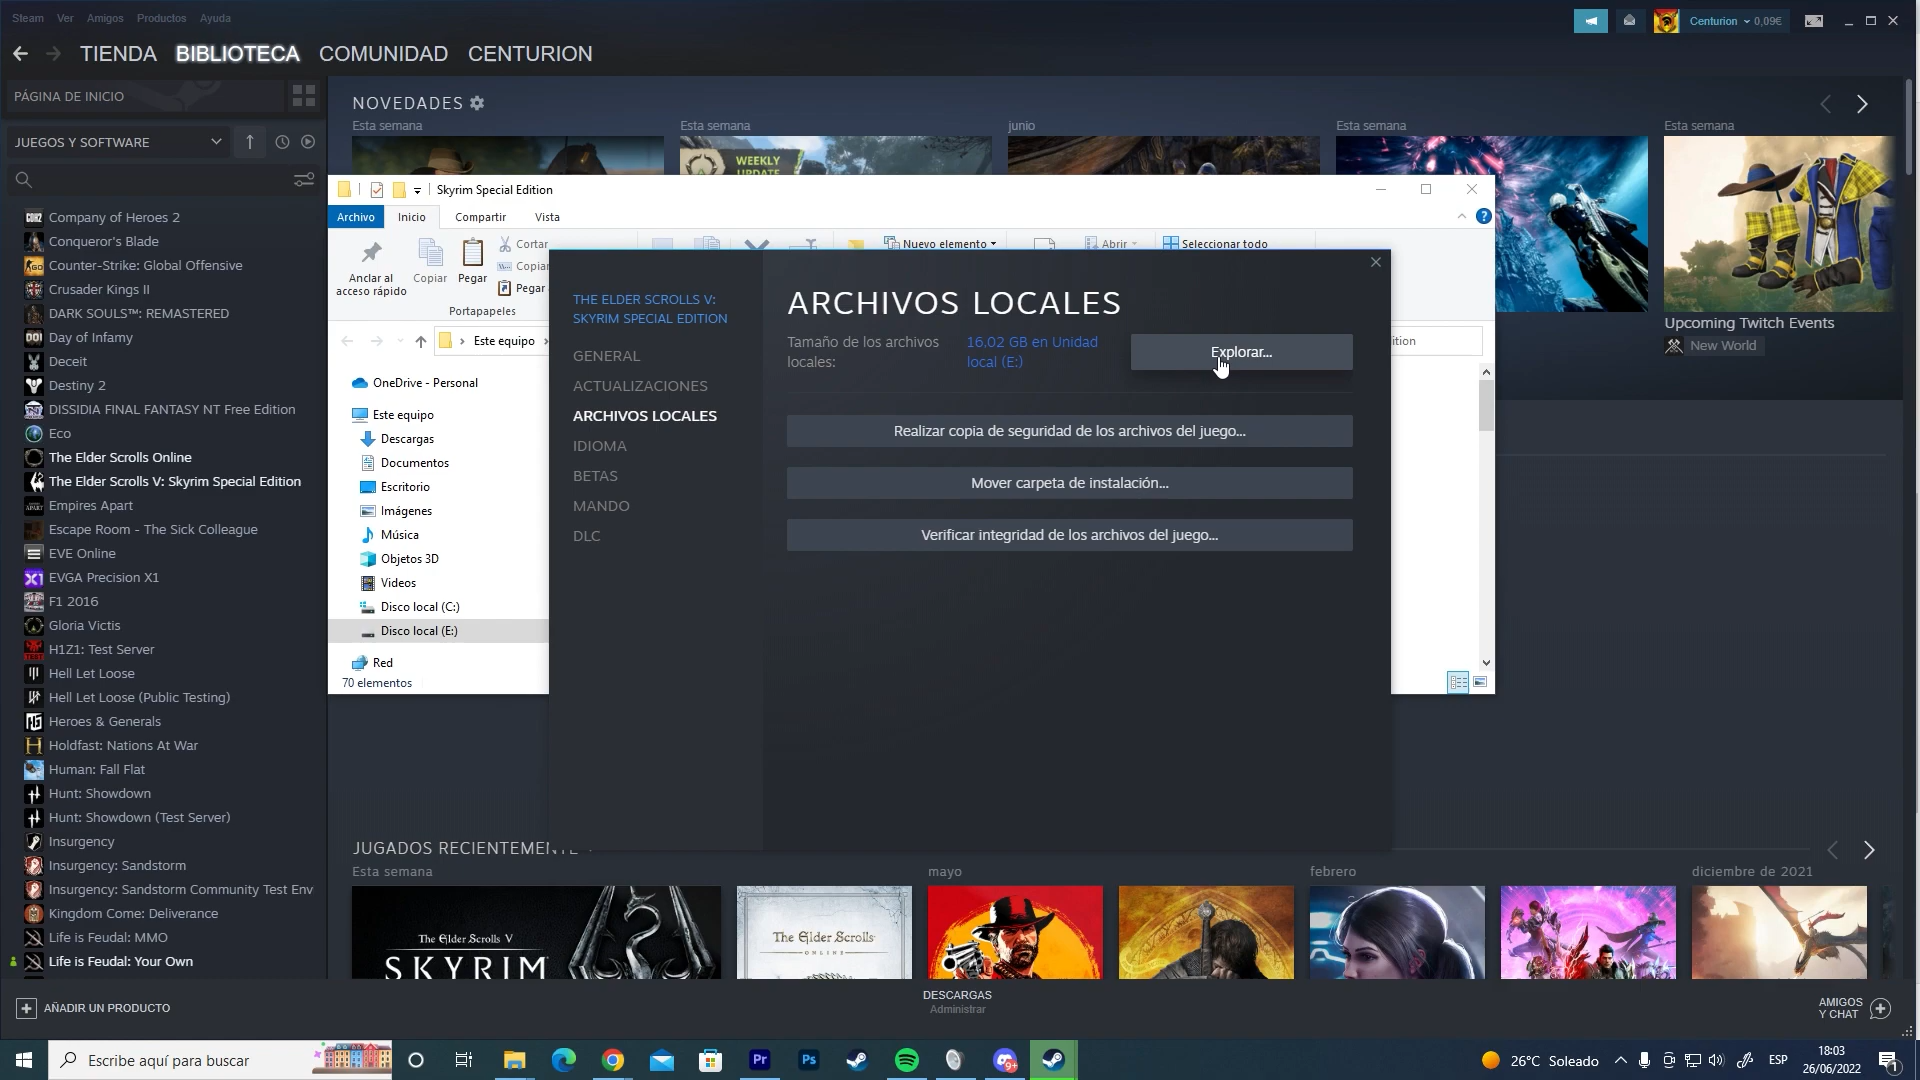 Steam Ver Amigos Productos Ayuda
Centurion 0,09€
TIENDA BIBLIOTECA COMUNIDAD CENTURION
PÁGINA DE INICIO
JUEGOS Y SOFTWARE
Company of Heroes 2
Conqueror's Blade
Counter-Strike: Global Offensive
Crusader Kings II
DARK SOULS™: REMASTERED
Day of Infamy
Deceit
Destiny 2
DISSIDIA FINAL FANTASY NT Free Edition
Eco
The Elder Scrolls Online
The Elder Scrolls V: Skyrim Special Edition
Empires Apart
Escape Room - The Sick Colleague
EVE Online
EVGA Precision X1
F1 2016
Gloria Victis
H1Z1: Test Server
Hell Let Loose
Hell Let Loose (Public Testing)
Heroes & Generals
Holdfast: Nations At War
Human: Fall Flat
Hunt: Showdown
Hunt: Showdown (Test Server)
Insurgency
Insurgency: Sandstorm
Insurgency: Sandstorm Community Test Env
Kingdom Come: Deliverance
Life is Feudal: MMO
Life is Feudal: Your Own
AÑADIR UN PRODUCTO
NOVEDADES
Esta semana
Esta semana
junio
Esta semana
Esta semana
WEEKLY
UPDATE
Upcoming Twitch Events
New World
Skyrim Special Edition
Archivo Inicio Compartir Vista
Anclar al
acceso rápido
Copiar
Pegar
Cortar
Copiar
Pegar
Portapapeles
Nuevo elemento
Abrir
Seleccionar todo
Este equipo
ition
OneDrive - Personal
Este equipo
Descargas
Documentos
Escritorio
Imágenes
Música
Objetos 3D
Videos
Disco local (C:)
Disco local (E:)
Red
70 elementos
THE ELDER SCROLLS V:
SKYRIM SPECIAL EDITION
GENERAL
ACTUALIZACIONES
ARCHIVOS LOCALES
IDIOMA
BETAS
MANDO
DLC
ARCHIVOS LOCALES
Tamaño de los archivos
locales:
16,02 GB en Unidad
local (E:)
Explorar...
Realizar copia de seguridad de los archivos del juego...
Mover carpeta de instalación...
Verificar integridad de los archivos del juego...
JUGADOS RECIENTEMENTE
Esta semana
mayo
febrero
diciembre de 2021
The Elder Scrolls V
SKYRIM
The Elder Scrolls
ONLINE
DESCARGAS
Administrar
AMIGOS
Y CHAT
Escribe aquí para buscar
Pr
Ps
9+
26°C Soleado
ESP
18:03
26/06/2022
1